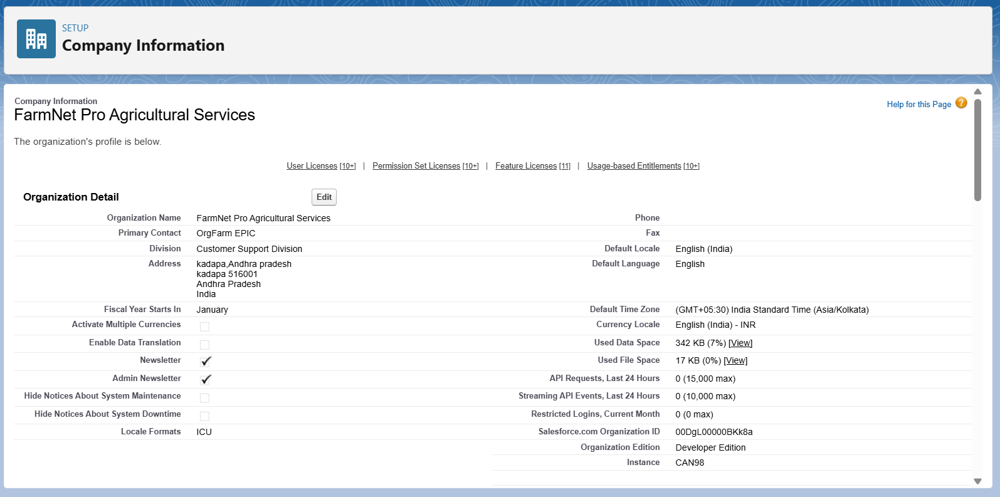 SETUP
Company Information
Company Information
FarmNet Pro Agricultural Services
Help for this Page ?
The organization's profile is below.
User Licenses [10+] | Permission Set Licenses [10+] | Feature Licenses [11] | Usage-based Entitlements [10+]
Organization Detail Edit
Organization Name FarmNet Pro Agricultural Services Phone
Primary Contact OrgFarm EPIC Fax
Division Customer Support Division Default Locale English (India)
Address kadapa,Andhra pradesh Default Language English
kadapa 516001
Andhra Pradesh
India
Fiscal Year Starts In January Default Time Zone (GMT+05:30) India Standard Time (Asia/Kolkata)
Activate Multiple Currencies Currency Locale English (India) - INR
Enable Data Translation Used Data Space 342 KB (7%) [View]
Newsletter Used File Space 17 KB (0%) [View]
Admin Newsletter API Requests, Last 24 Hours 0 (15,000 max)
Hide Notices About System Maintenance Streaming API Events, Last 24 Hours 0 (10,000 max)
Hide Notices About System Downtime Restricted Logins, Current Month 0 (0 max)
Locale Formats ICU Salesforce.com Organization ID 00DgL00000BKk8a
Organization Edition Developer Edition
Instance CAN98